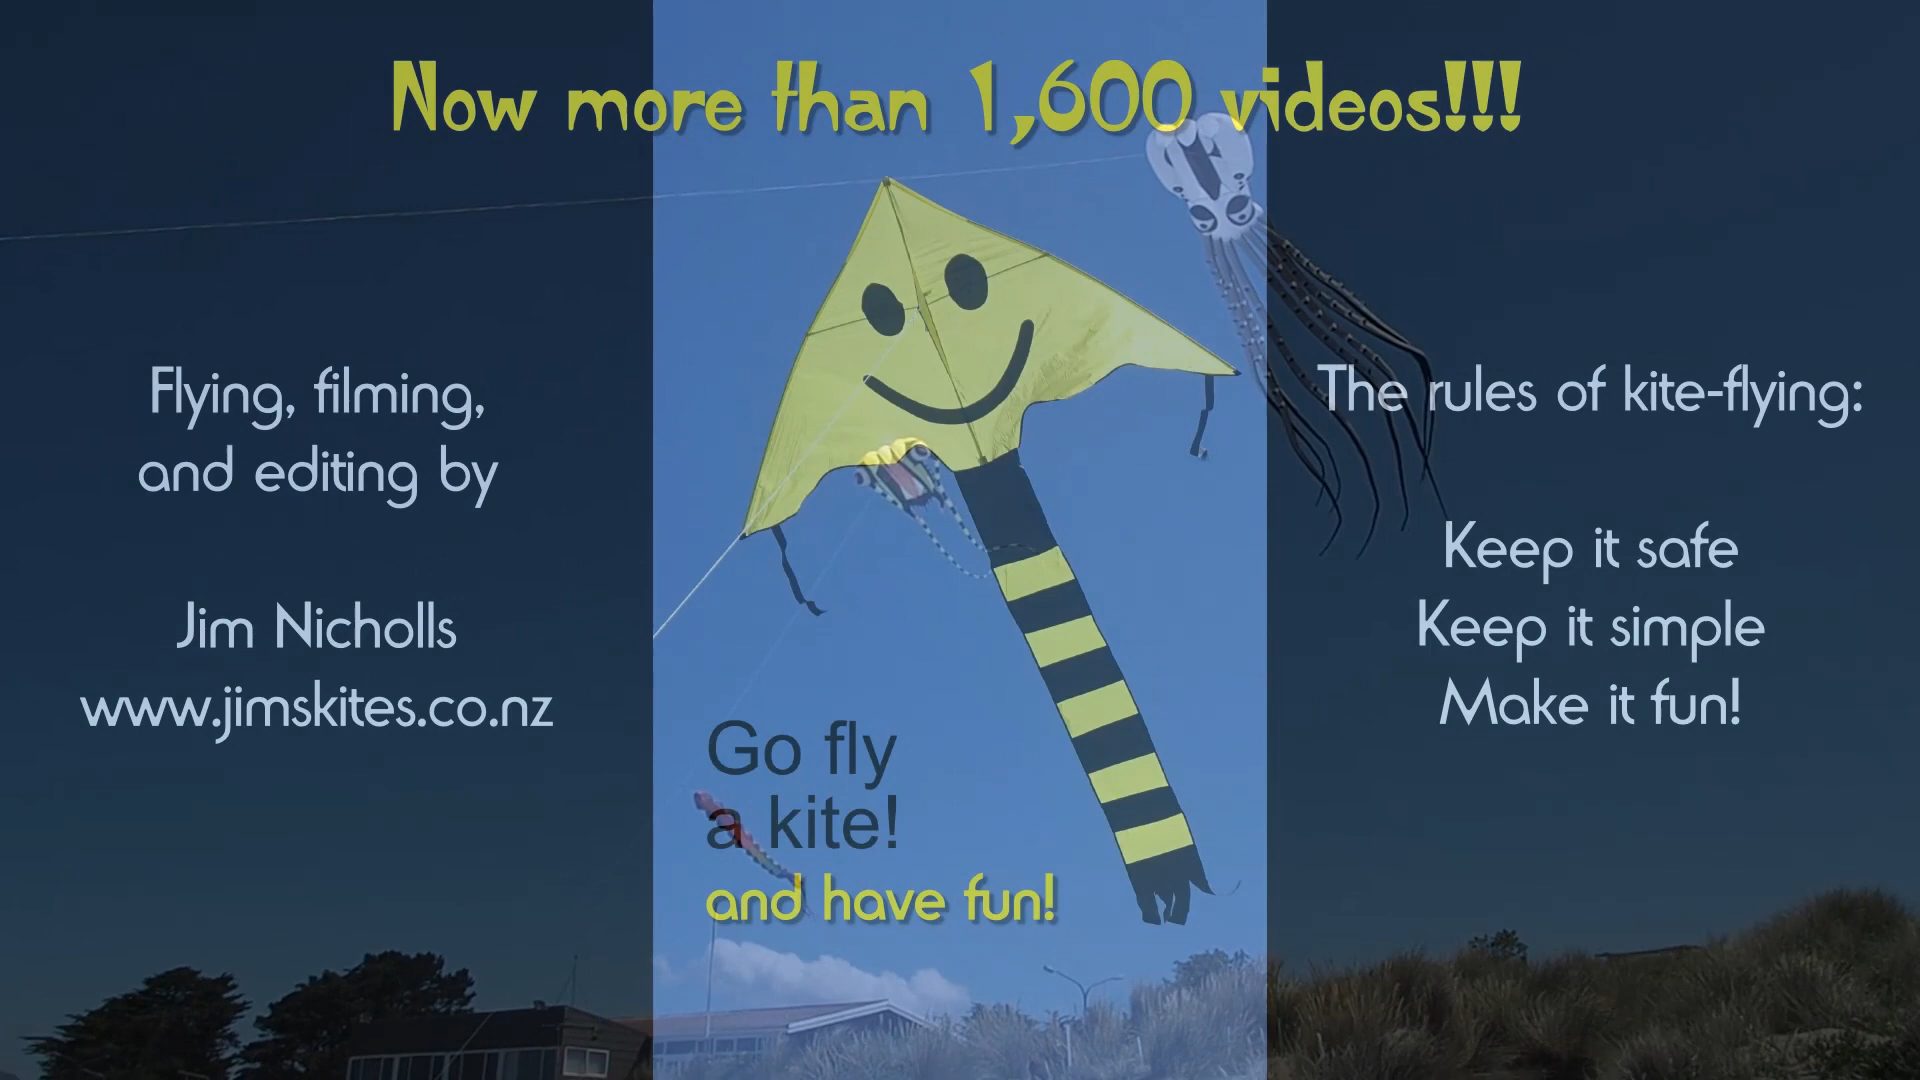 Now more than 1,600 videos!!!
Flying, filming,
and editing by
Jim Nicholls
www.jimskites.co.nz
Go fly
a kite!
and have fun!
The rules of kite-flying:
Keep it safe
Keep it simple
Make it fun!